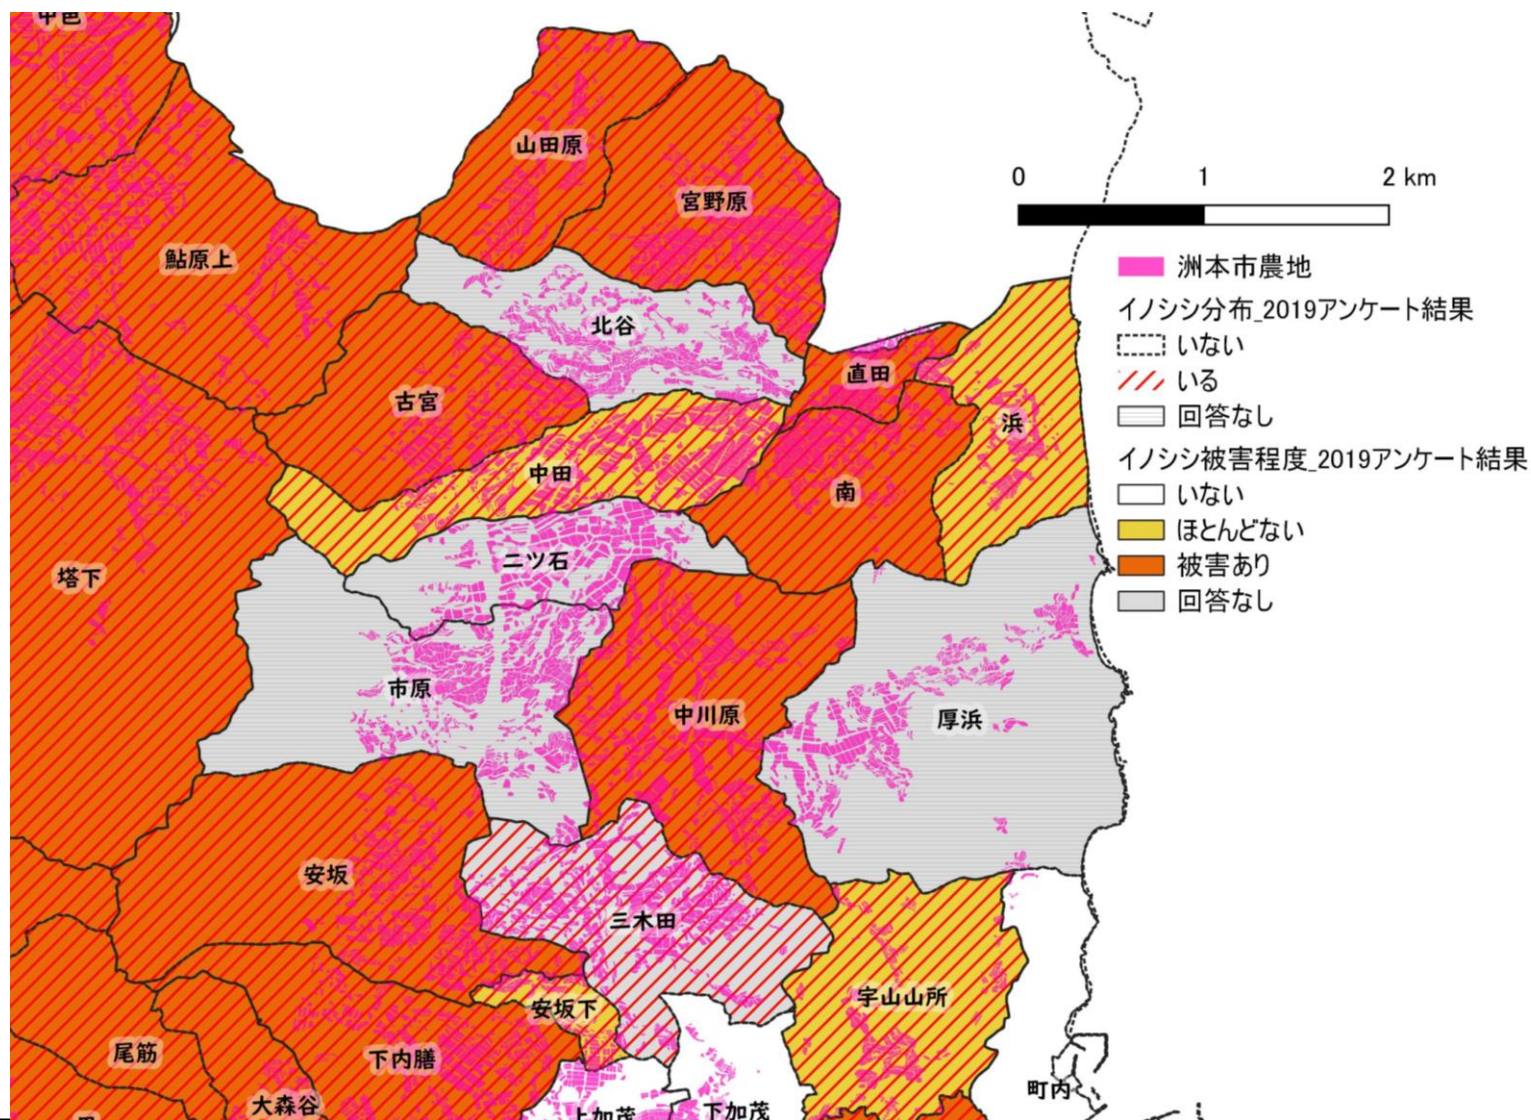 中邑
山田原
宮野原
鮎原上
北谷
古宮
直田
浜
中田
南
二ツ石
塔下
市原
中川原
厚浜
安坂
三木田
安坂下
宇山山所
尾筋
下内膳
大森谷
上加茂
下加茂
町内
0 1 2 km
洲本市農地
イノシシ分布_2019アンケート結果
いない
いる
回答なし
イノシシ被害程度_2019アンケート結果
いない
ほとんどない
被害あり
回答なし